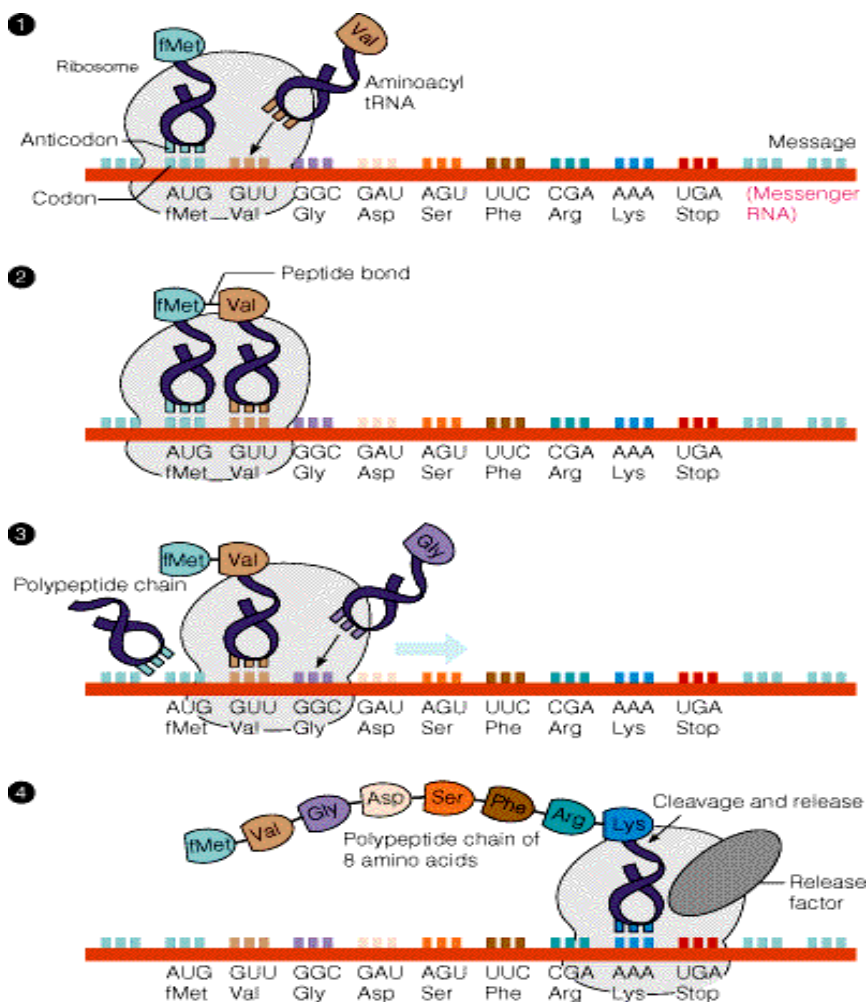 1
fMet
Val
Ribosome
Aminoacyl
tRNA
Anticodon
Message
Codon
AUG GUU GGC GAU AGU UUC CGA AAA UGA (Messenger
fMet Val Gly Asp Ser Phe Arg Lys Stop RNA)
2
Peptide bond
fMet Val
AUG GUU GGC GAU AGU UUC CGA AAA UGA
fMet Val Gly Asp Ser Phe Arg Lys Stop
3
fMet Val Gly
Polypeptide chain
AUG GUU GGC GAU AGU UUC CGA AAA UGA
fMet Val Gly Asp Ser Phe Arg Lys Stop
4
fMet Val Gly Asp Ser Phe Arg Lys
Cleavage and release
Polypeptide chain of
8 amino acids
Release
factor
AUG GUU GGC GAU AGU UUC CGA AAA UGA
fMet Val Gly Asp Ser Phe Arg Lys Stop